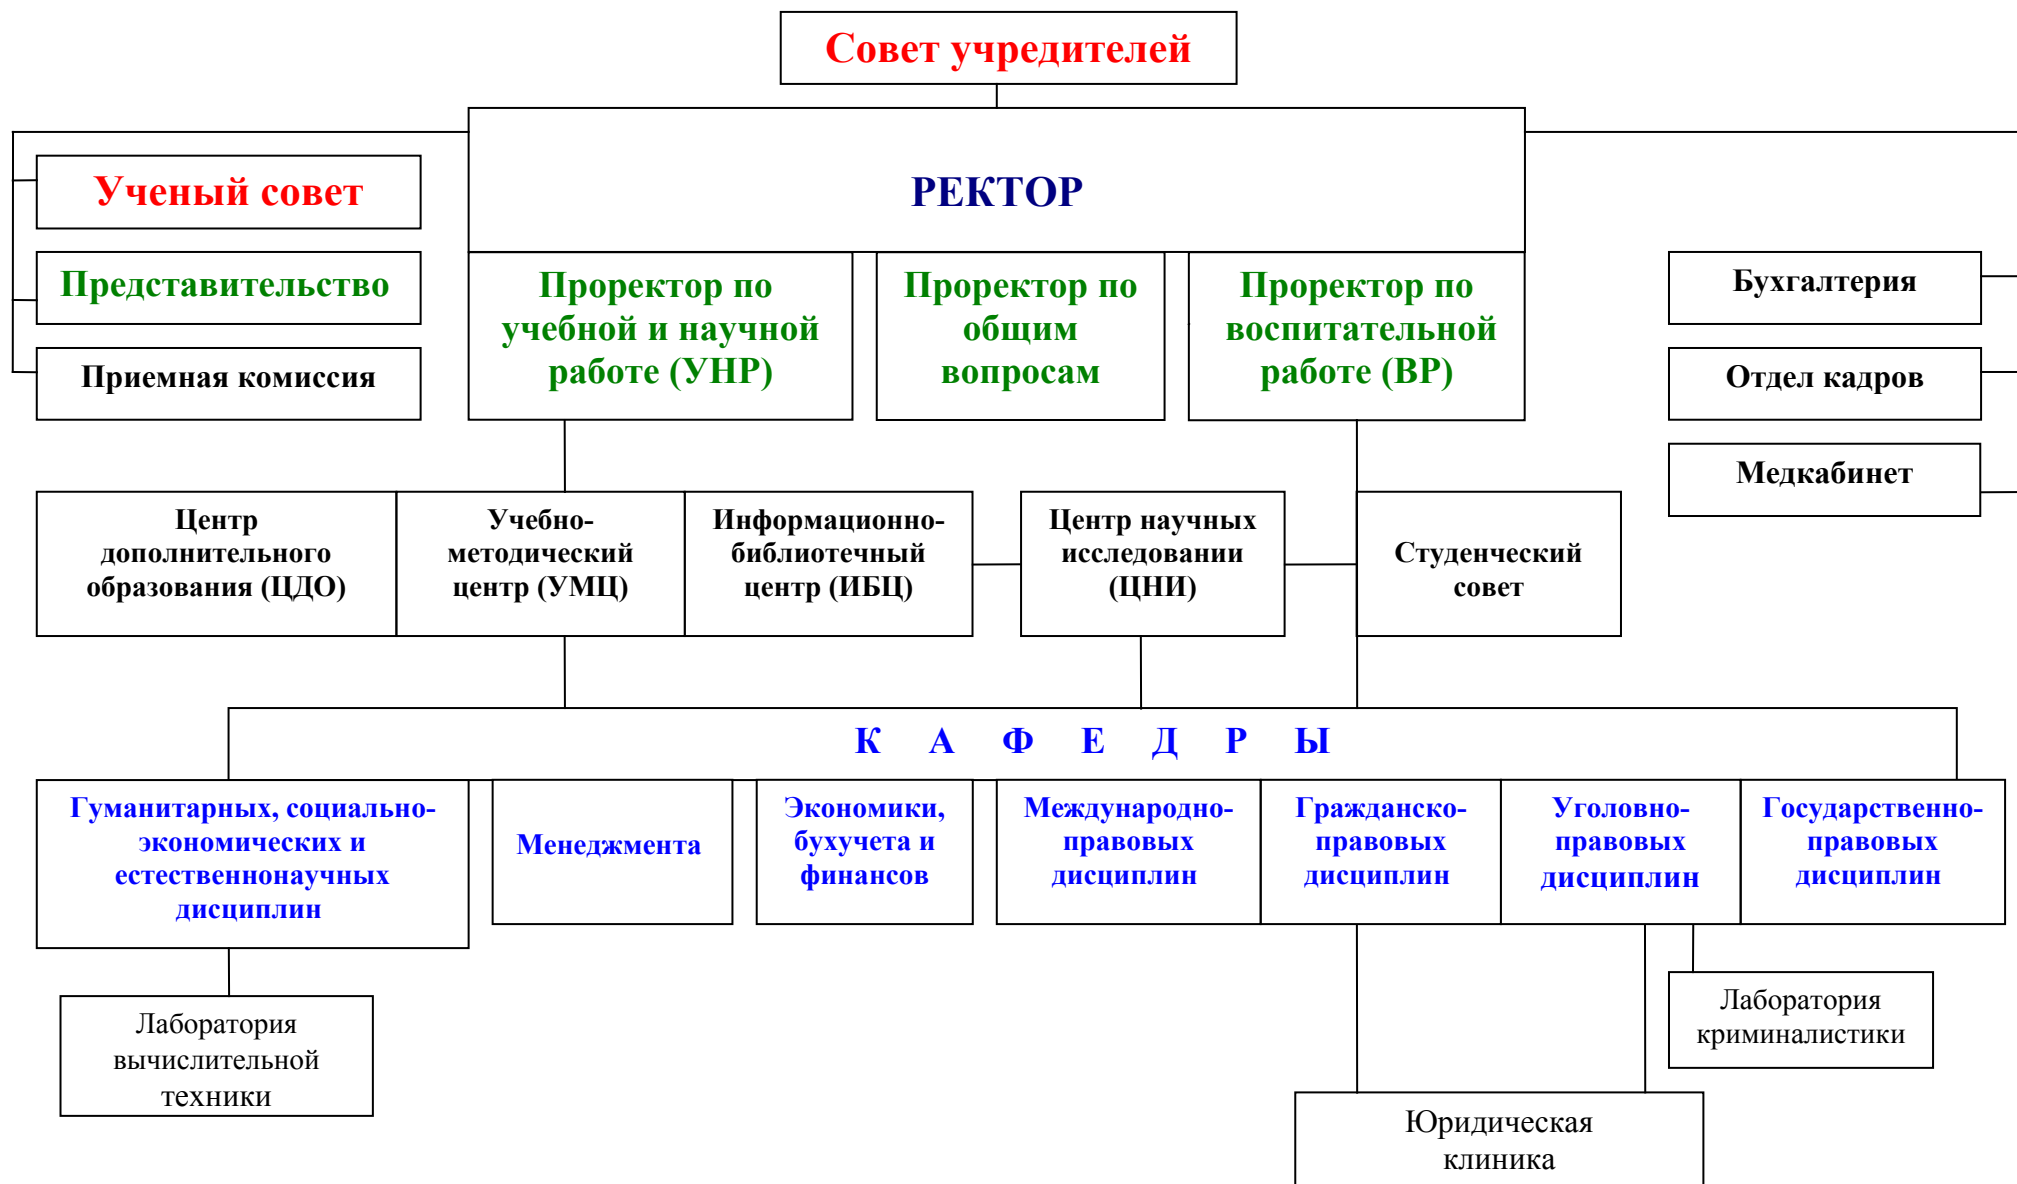 Совет учредителей
РЕКТОР
Ученый совет
Представительство
Приемная комиссия
Проректор по
учебной и научной
работе (УНР)
Проректор по
общим
вопросам
Проректор по
воспитательной
работе (ВР)
Бухгалтерия
Отдел кадров
Медкабинет
Центр
дополнительного
образования (ЦДО)
Учебно-
методический
центр (УМЦ)
Информационно-
библиотечный
центр (ИБЦ)
Центр научных
исследовании
(ЦНИ)
Студенческий
совет
К А Ф Е Д Р Ы
Гуманитарных, социально-
экономических и
естественнонаучных
дисциплин
Менеджмента
Экономики,
бухучета и
финансов
Международно-
правовых
дисциплин
Гражданско-
правовых
дисциплин
Уголовно-
правовых
дисциплин
Государственно-
правовых
дисциплин
Лаборатория
вычислительной
техники
Лаборатория
криминалистики
Юридическая
клиника